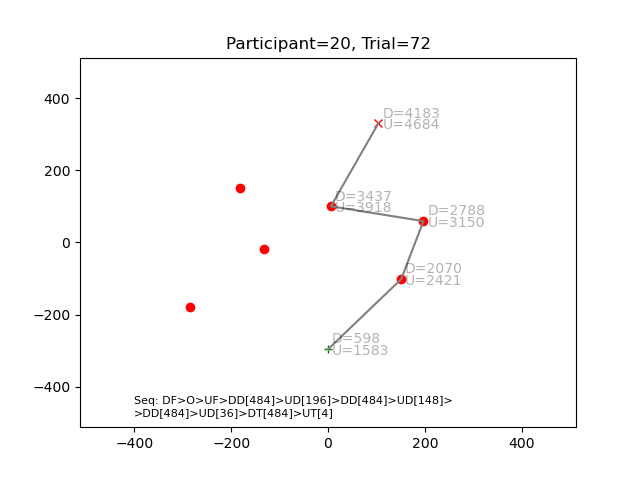 Participant=20, Trial=72
400
200
0
−200
−400
D=4183
U=4684
D=3437
U=3918
D=2788
U=3150
D=2070
U=2421
D=598
U=1583
Seq: DF>O>UF>DD[484]>UD[196]>DD[484]>UD[148]>
>DD[484]>UD[36]>DT[484]>UT[4]
−400 −200 0 200 400